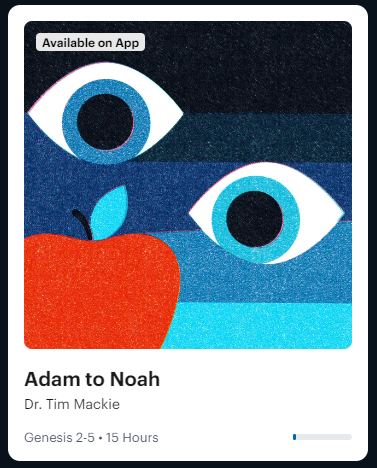 Available on App
Adam to Noah
Dr. Tim Mackie
Genesis 2-5 • 15 Hours